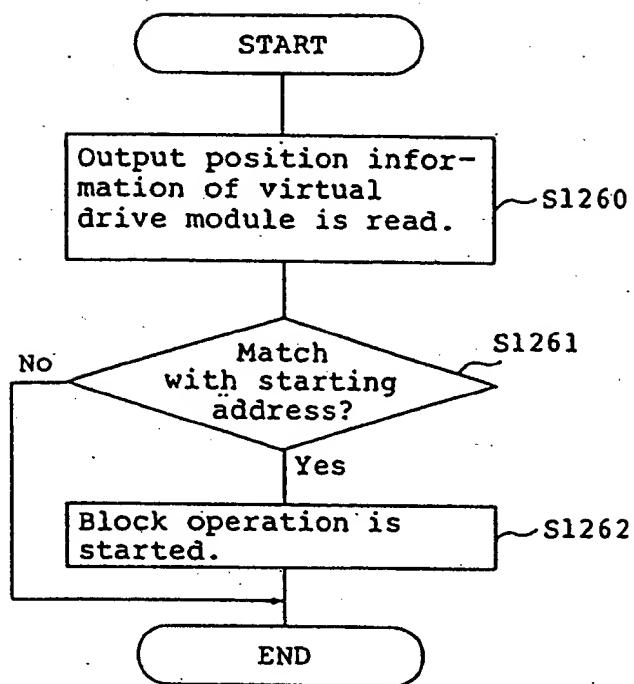 START
Output position infor-
mation of virtual
drive module is read.
S1260
Match
with starting
address?
S1261
No
Yes
Block operation is
started.
S1262
END